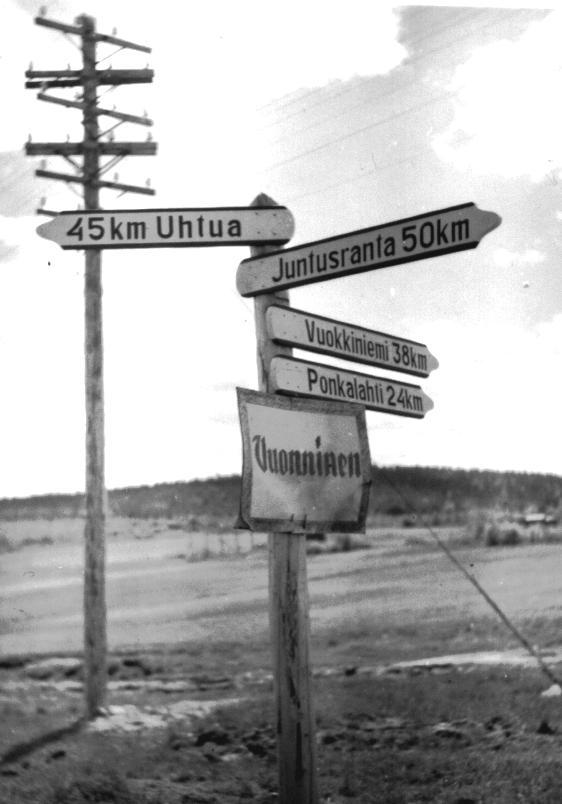 45km Uhtua
Juntusranta 50km
Vuokkiniemi 38km
Ponkalahti 24km
Vuonninen